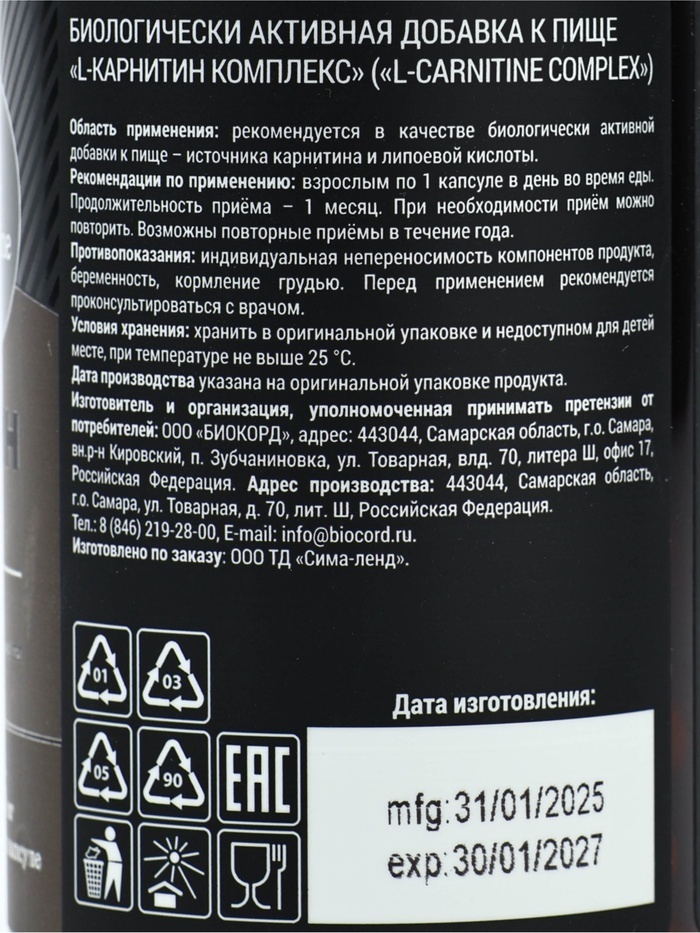 БИОЛОГИЧЕСКИ АКТИВНАЯ ДОБАВКА К ПИЩЕ
«L-КАРНИТИН КОМПЛЕКС» («L-CARNITINE COMPLEX»)
Область применения: рекомендуется в качестве биологически активной
добавки к пище – источника карнитина и липоевой кислоты.
Рекомендации по применению: взрослым по 1 капсуле в день во время еды.
Продолжительность приёма – 1 месяц. При необходимости приём можно
повторить. Возможны повторные приёмы в течение года.
Противопоказания: индивидуальная непереносимость компонентов продукта,
беременность, кормление грудью. Перед применением рекомендуется
проконсультироваться с врачом.
Условия хранения: хранить в оригинальной упаковке и недоступном для детей
месте, при температуре не выше 25 °C.
Дата производства указана на оригинальной упаковке продукта.
Изготовитель и организация, уполномоченная принимать претензии от
потребителей: ООО «БИОКОРД», адрес: 443044, Самарская область, г.о. Самара,
вн.р-н Кировский, п. Зубчаниновка, ул. Товарная, влд. 70, литера Ш, офис 17,
Российская Федерация. Адрес производства: 443044, Самарская область,
г.о. Самара, ул. Товарная, д. 70, лит. Ш, Российская Федерация.
Тел.: 8 (846) 219-28-00, E-mail: info@biocord.ru.
Изготовлено по заказу: ООО ТД «Сима-ленд».
01
03
05
90
EAC
Дата изготовления:
mfg:31/01/2025
exp:30/01/2027